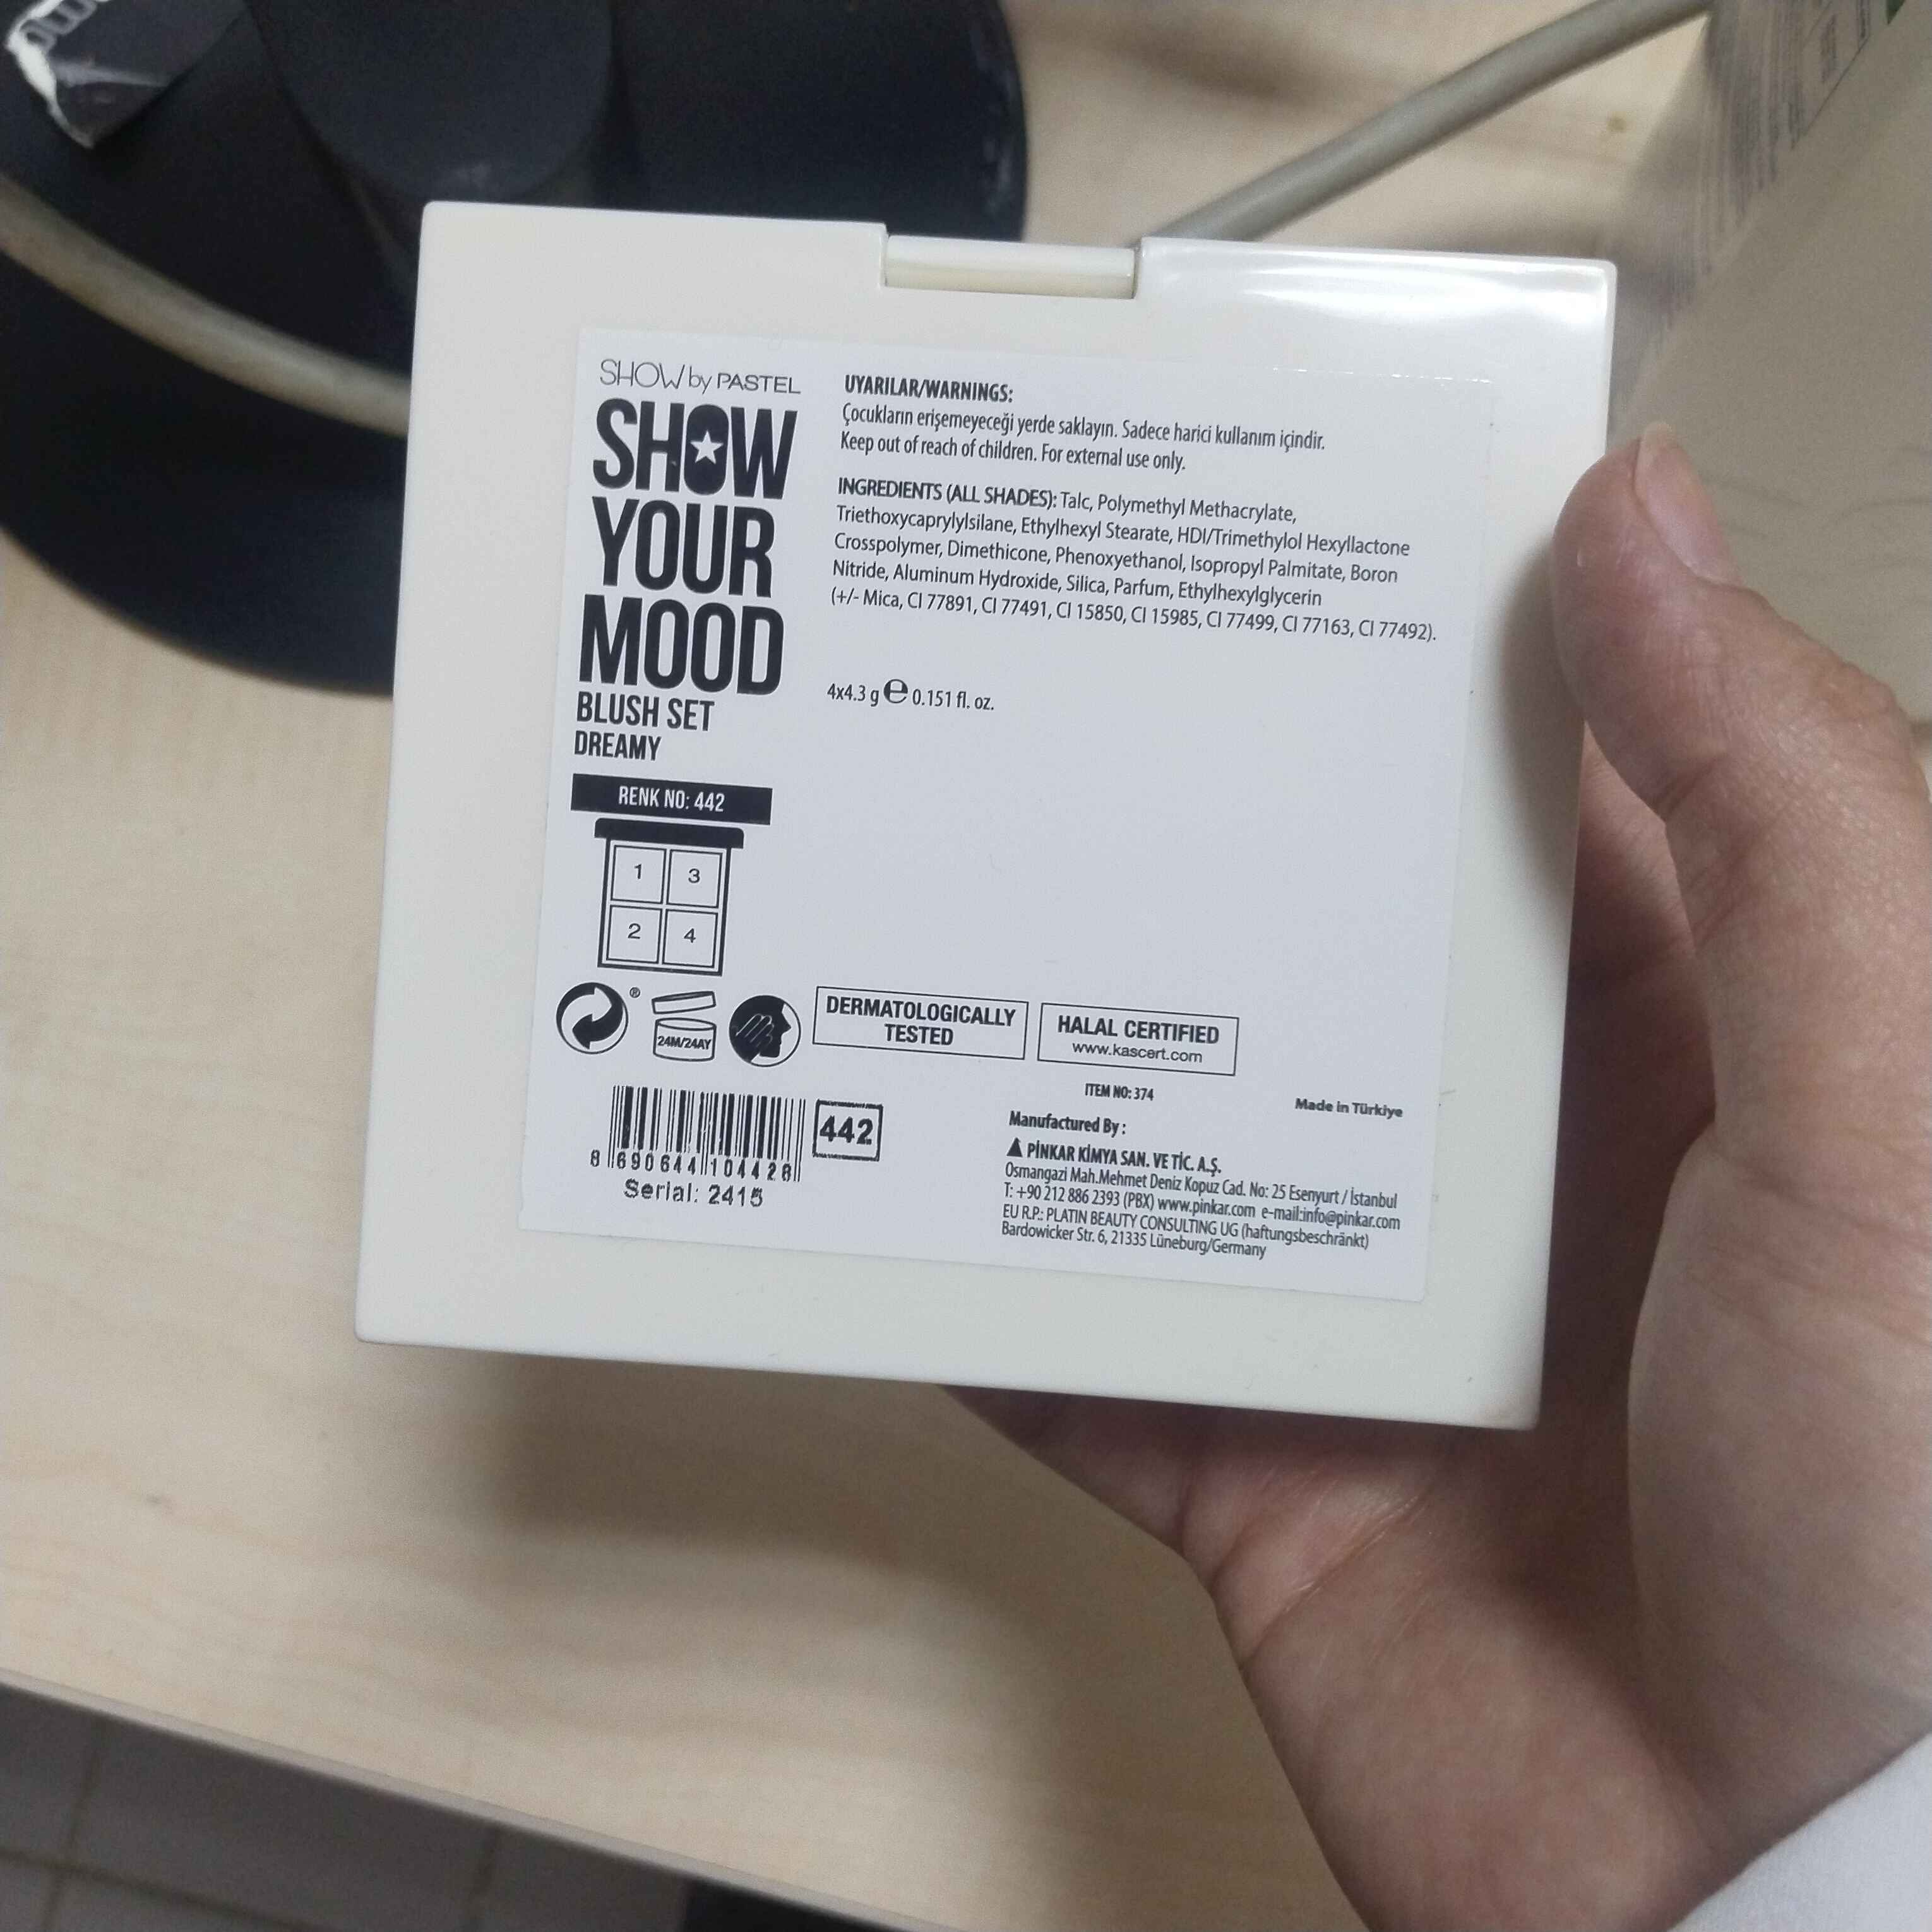 SHOW by PASTEL
SHOW
YOUR
MOOD
BLUSH SET
DREAMY
RENK NO: 442
1 3
2 4
UYARILAR/WARNINGS:
Çocukların erişemeyeceği yerde saklayın. Sadece harici kullanım içindir.
Keep out of reach of children. For external use only.
INGREDIENTS (ALL SHADES): Talc, Polymethyl Methacrylate,
Triethoxycaprylylsilane, Ethylhexyl Stearate, HDI/Trimethylol Hexyllactone
Crosspolymer, Dimethicone, Phenoxyethanol, Isopropyl Palmitate, Boron
Nitride, Aluminum Hydroxide, Silica, Parfum, Ethylhexylglycerin
(+/- Mica, CI 77891, CI 77491, CI 15850, CI 15985, CI 77499, CI 77163, CI 77492).
4x4.3 g ℮ 0.151 fl. oz.
®
24M/24AY
DERMATOLOGICALLY
TESTED
HALAL CERTIFIED
www.kascert.com
8 690644 104428
442
Serial: 2415
ITEM NO: 374
Made in Türkiye
Manufactured By :
PİNKAR KİMYA SAN. VE TİC. A.Ş.
Osmangazi Mah.Mehmet Deniz Kopuz Cad. No: 25 Esenyurt / İstanbul
T: +90 212 886 2393 (PBX) www.pinkar.com e-mail:info@pinkar.com
EU R.P.: PLATIN BEAUTY CONSULTING UG (haftungsbeschränkt)
Bardowicker Str. 6, 21335 Lüneburg/Germany